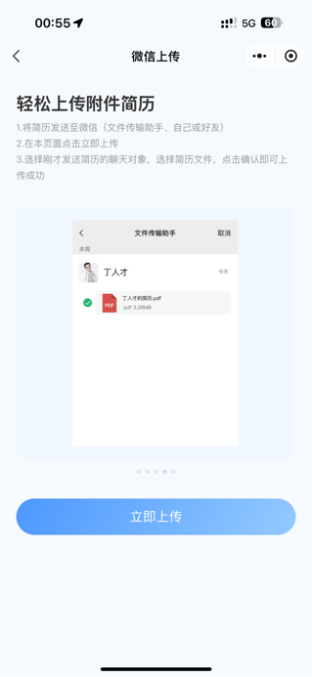 00:55
5G
60
微信上传
轻松上传附件简历
1.将简历发送至微信（文件传输助手、自己或好友）
2.在本页面点击立即上传
3.选择刚才发送简历的聊天对象，选择简历文件，点击确认即可上
传成功
文件传输助手
取消
本周
丁人才
今天
丁人才的简历.pdf
PDF
pdf 3.28MB
立即上传